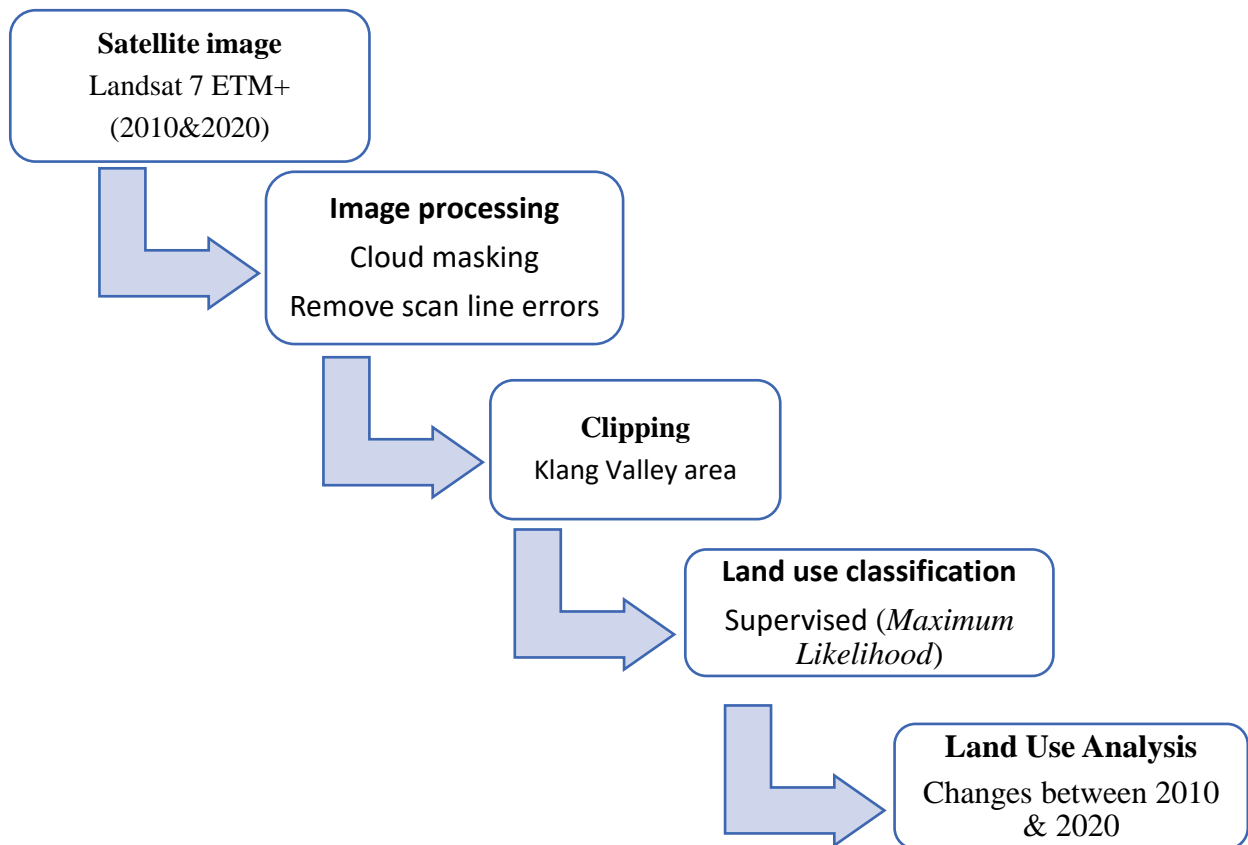 Satellite image
Landsat 7 ETM+
(2010&2020)
Image processing
Cloud masking
Remove scan line errors
Clipping
Klang Valley area
Land use classification
Supervised (Maximum
Likelihood)
Land Use Analysis
Changes between 2010
& 2020